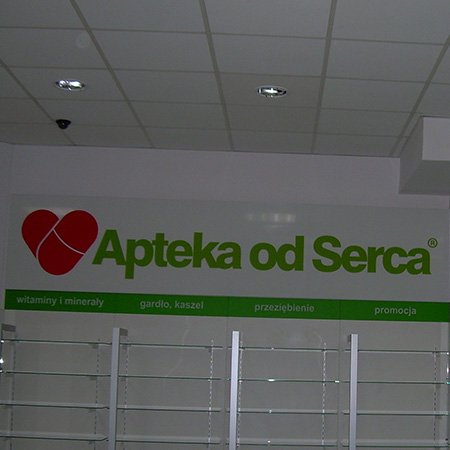 Apteka od Serca®
witaminy i minerały
gardło, kaszel
przeziębienie
promocja